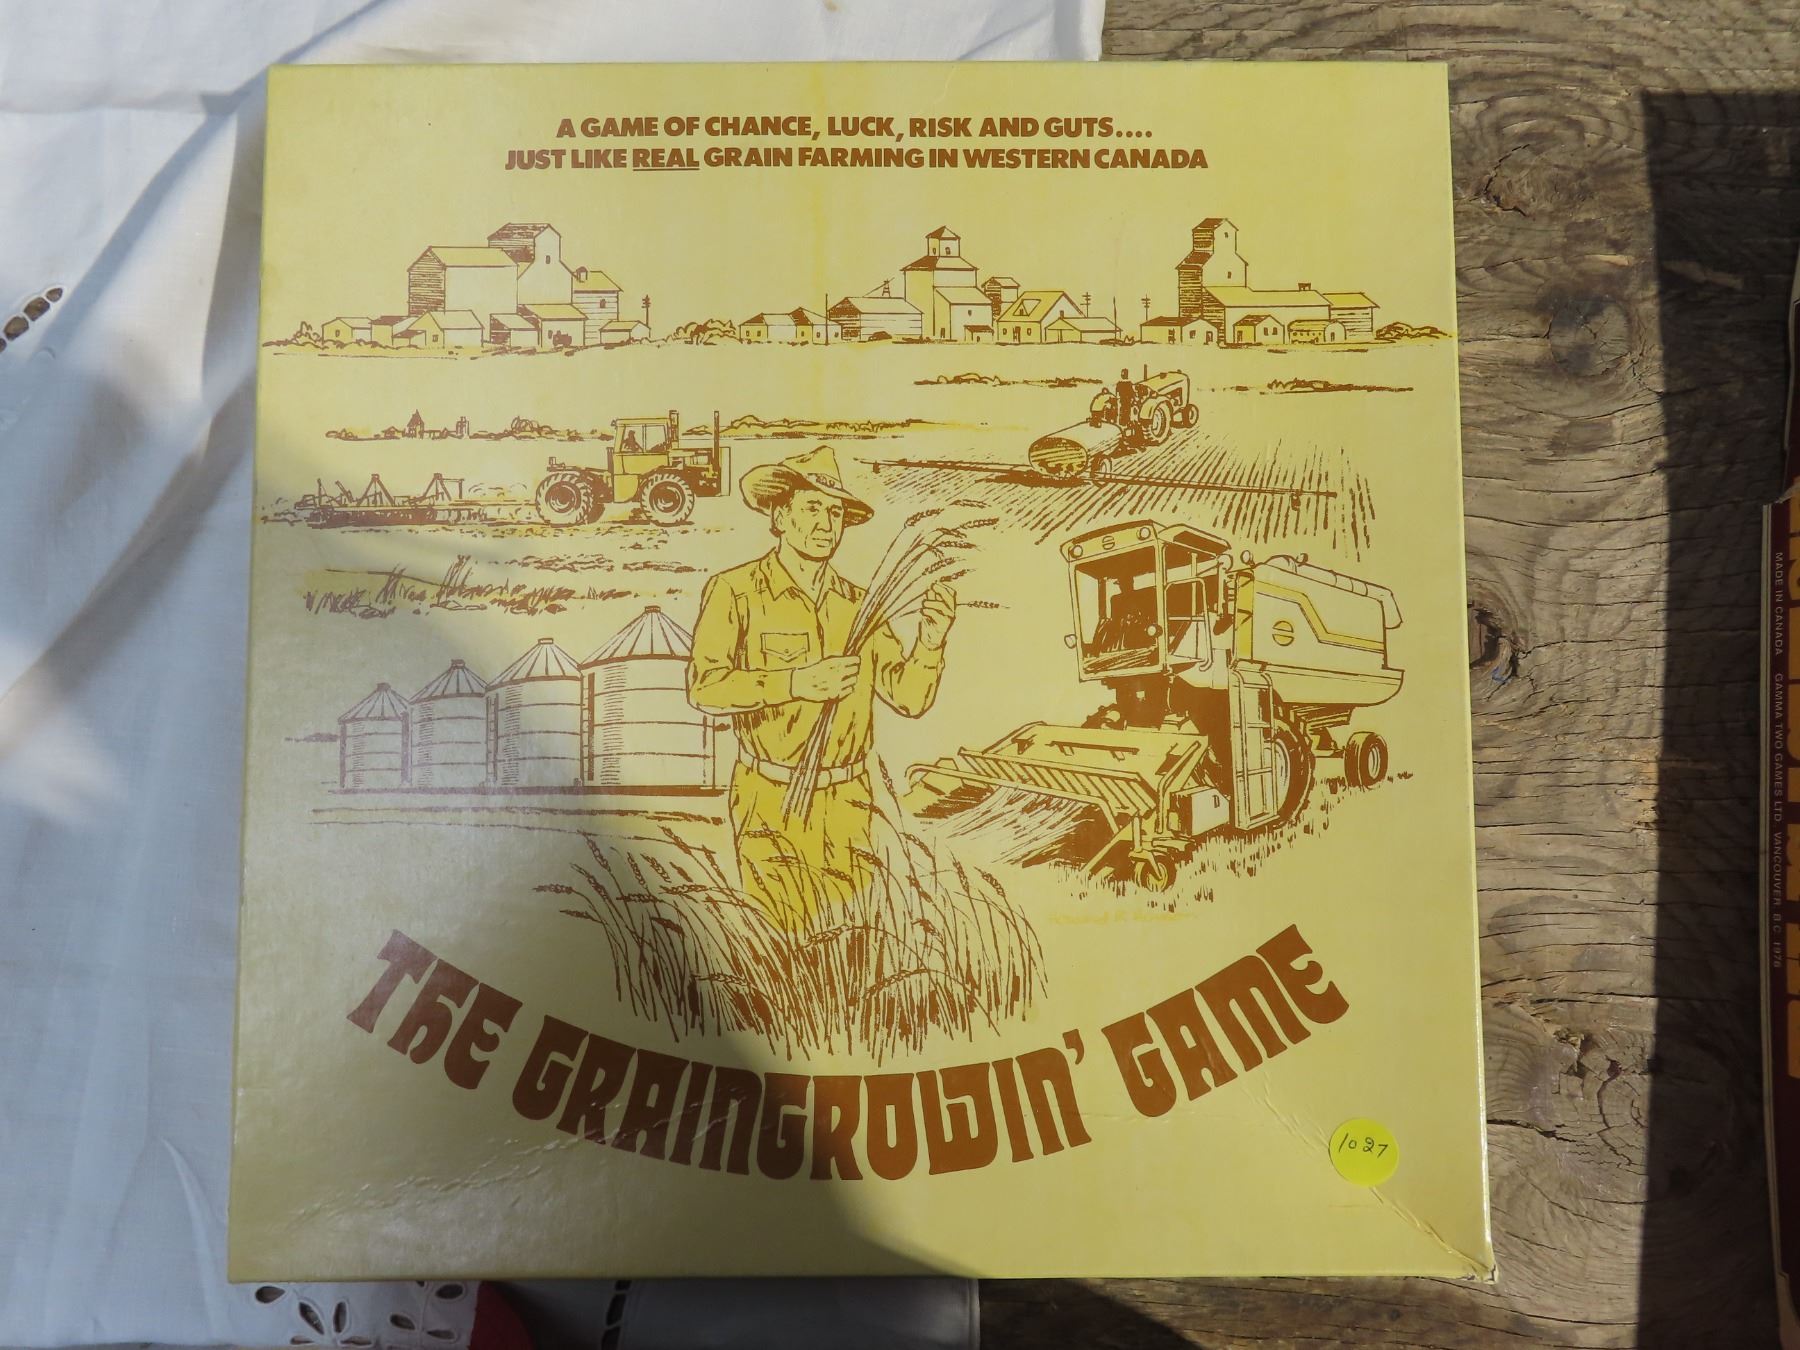 A GAME OF CHANCE, LUCK, RISK AND GUTS....
JUST LIKE REAL GRAIN FARMING IN WESTERN CANADA
THE GRAINGROWIN' GAME
1027
MADE IN CANADA GAMMA TWO GAMES LTD. VANCOUVER, B.C. 1976